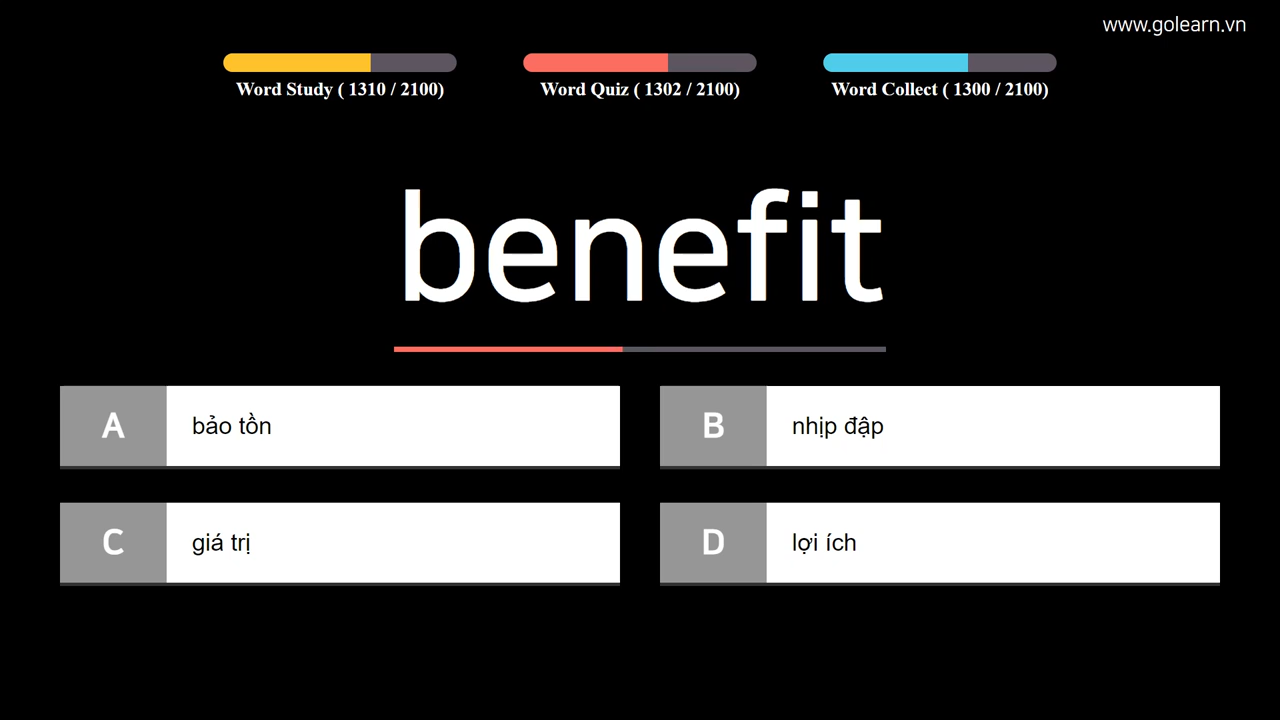 www.golearn.vn
Word Study ( 1310 / 2100)
Word Quiz ( 1302 / 2100)
Word Collect ( 1300 / 2100)
benefit
A bảo tồn
B nhịp đập
C giá trị
D lợi ích